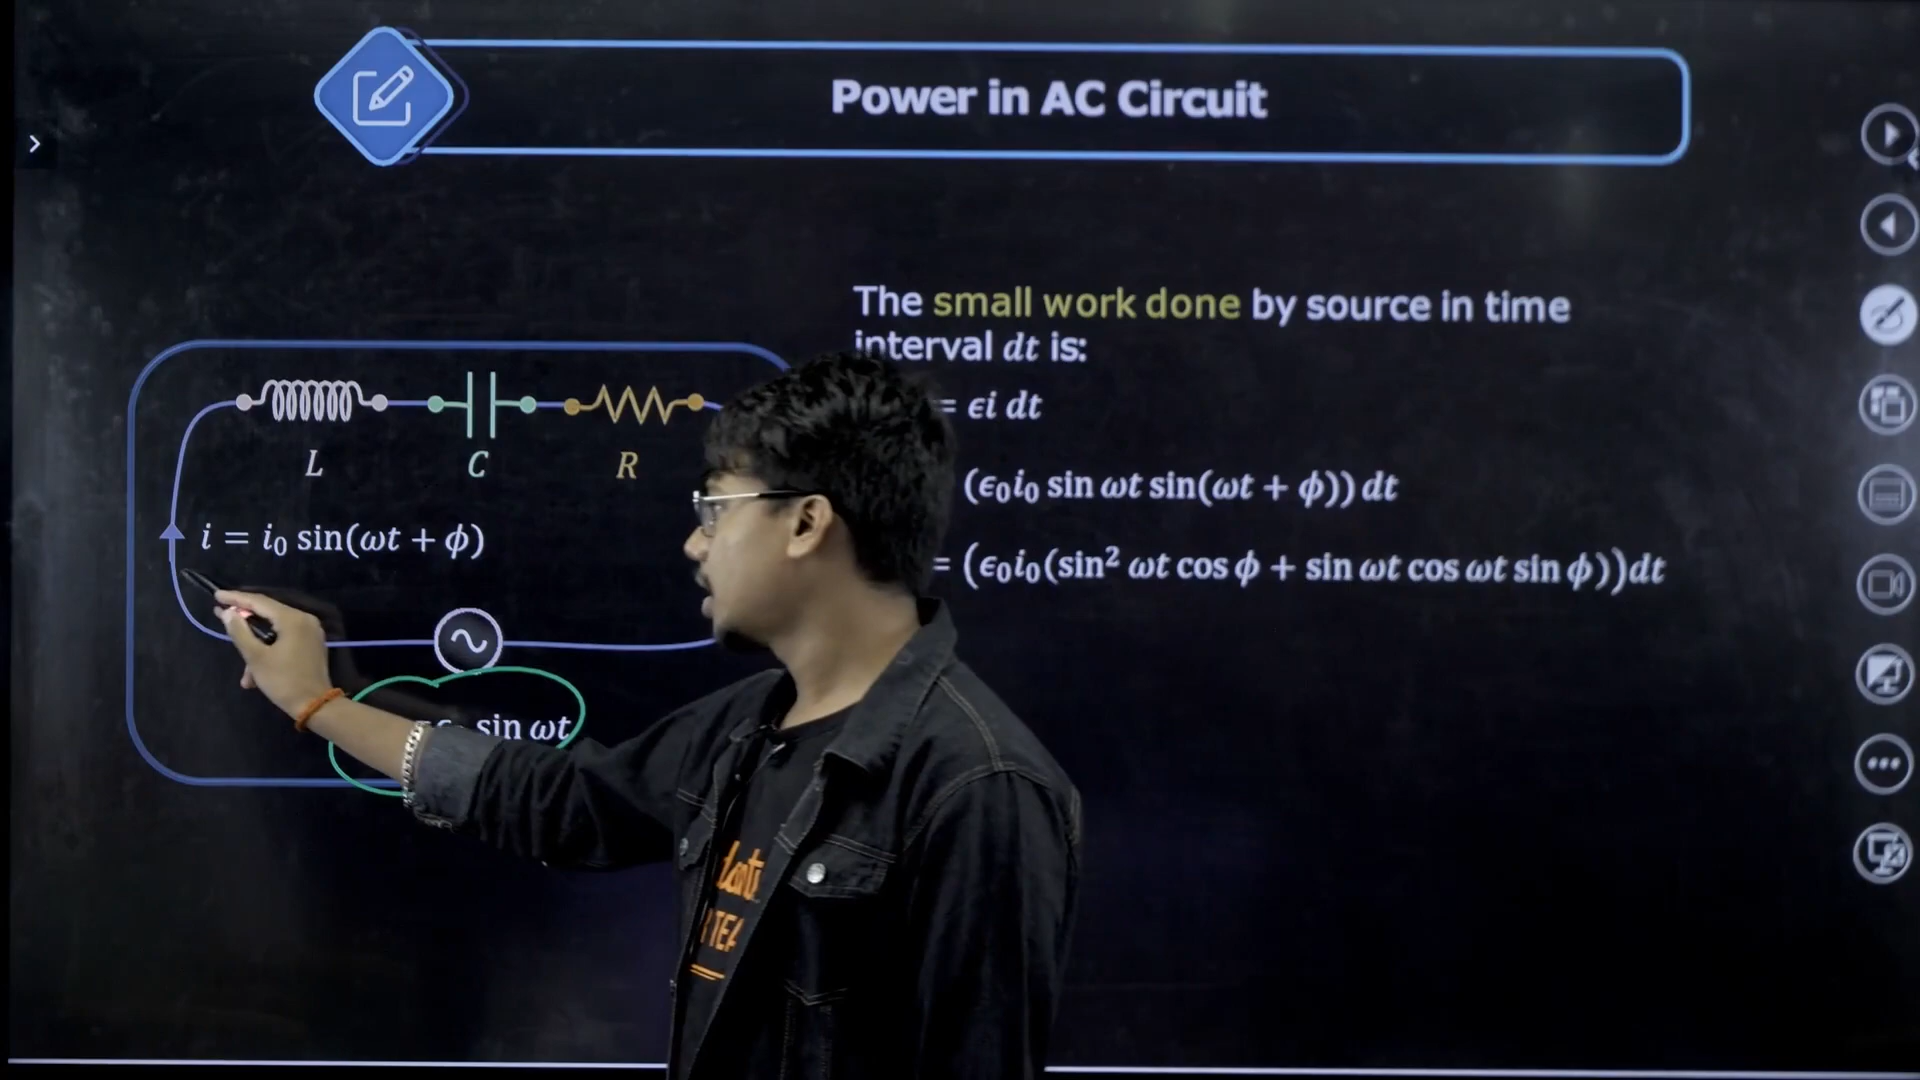 Power in AC Circuit
The small work done by source in time
interval dt is:
= ϵi dt
(ϵ₀i₀ sin ωt sin(ωt + ϕ)) dt
= (ϵ₀i₀(sin² ωt cos ϕ + sin ωt cos ωt sin ϕ))dt
L C R
i = i₀ sin(ωt + ϕ)
sin ωt